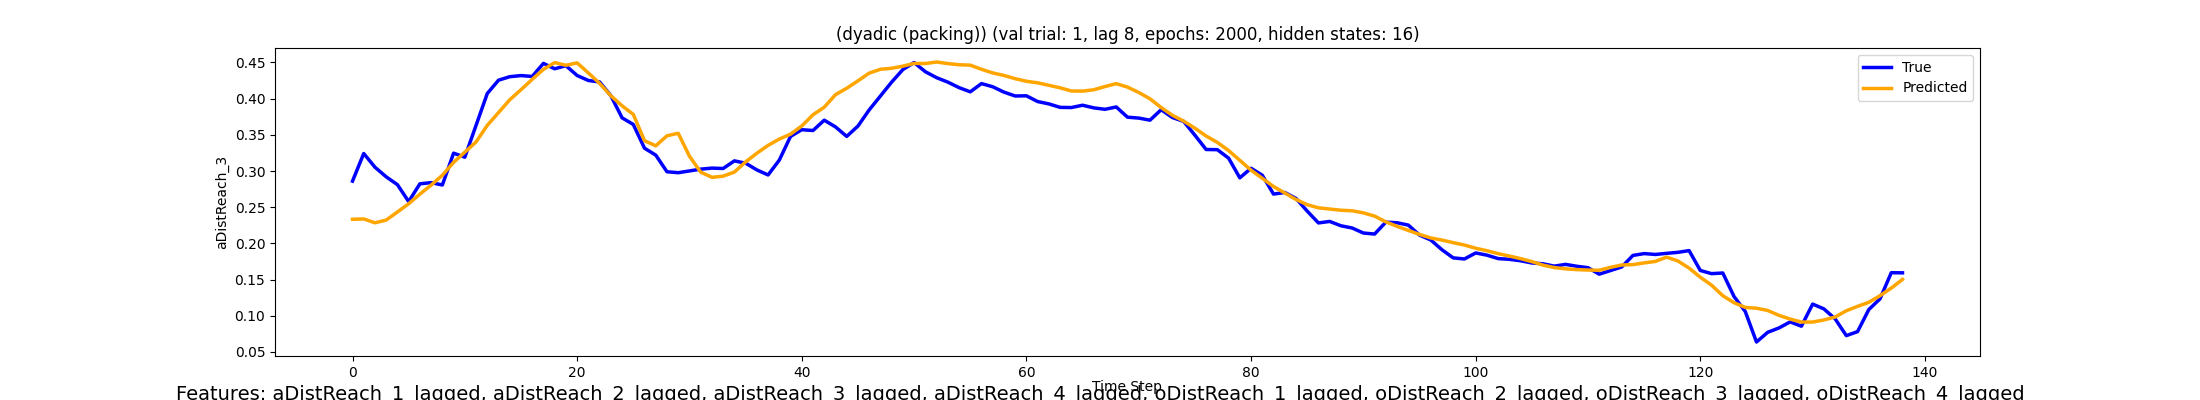 (dyadic (packing)) (val trial: 1, lag 8, epochs: 2000, hidden states: 16)
0.45
0.40
0.35
0.30
0.25
0.20
0.15
0.10
0.05
aDistReach_3
True
Predicted
0 20 40 60 80 100 120 140
Time Step
Features: aDistReach_1_lagged, aDistReach_2_lagged, aDistReach_3_lagged, aDistReach_4_lagged, oDistReach_1_lagged, oDistReach_2_lagged, oDistReach_3_lagged, oDistReach_4_lagged